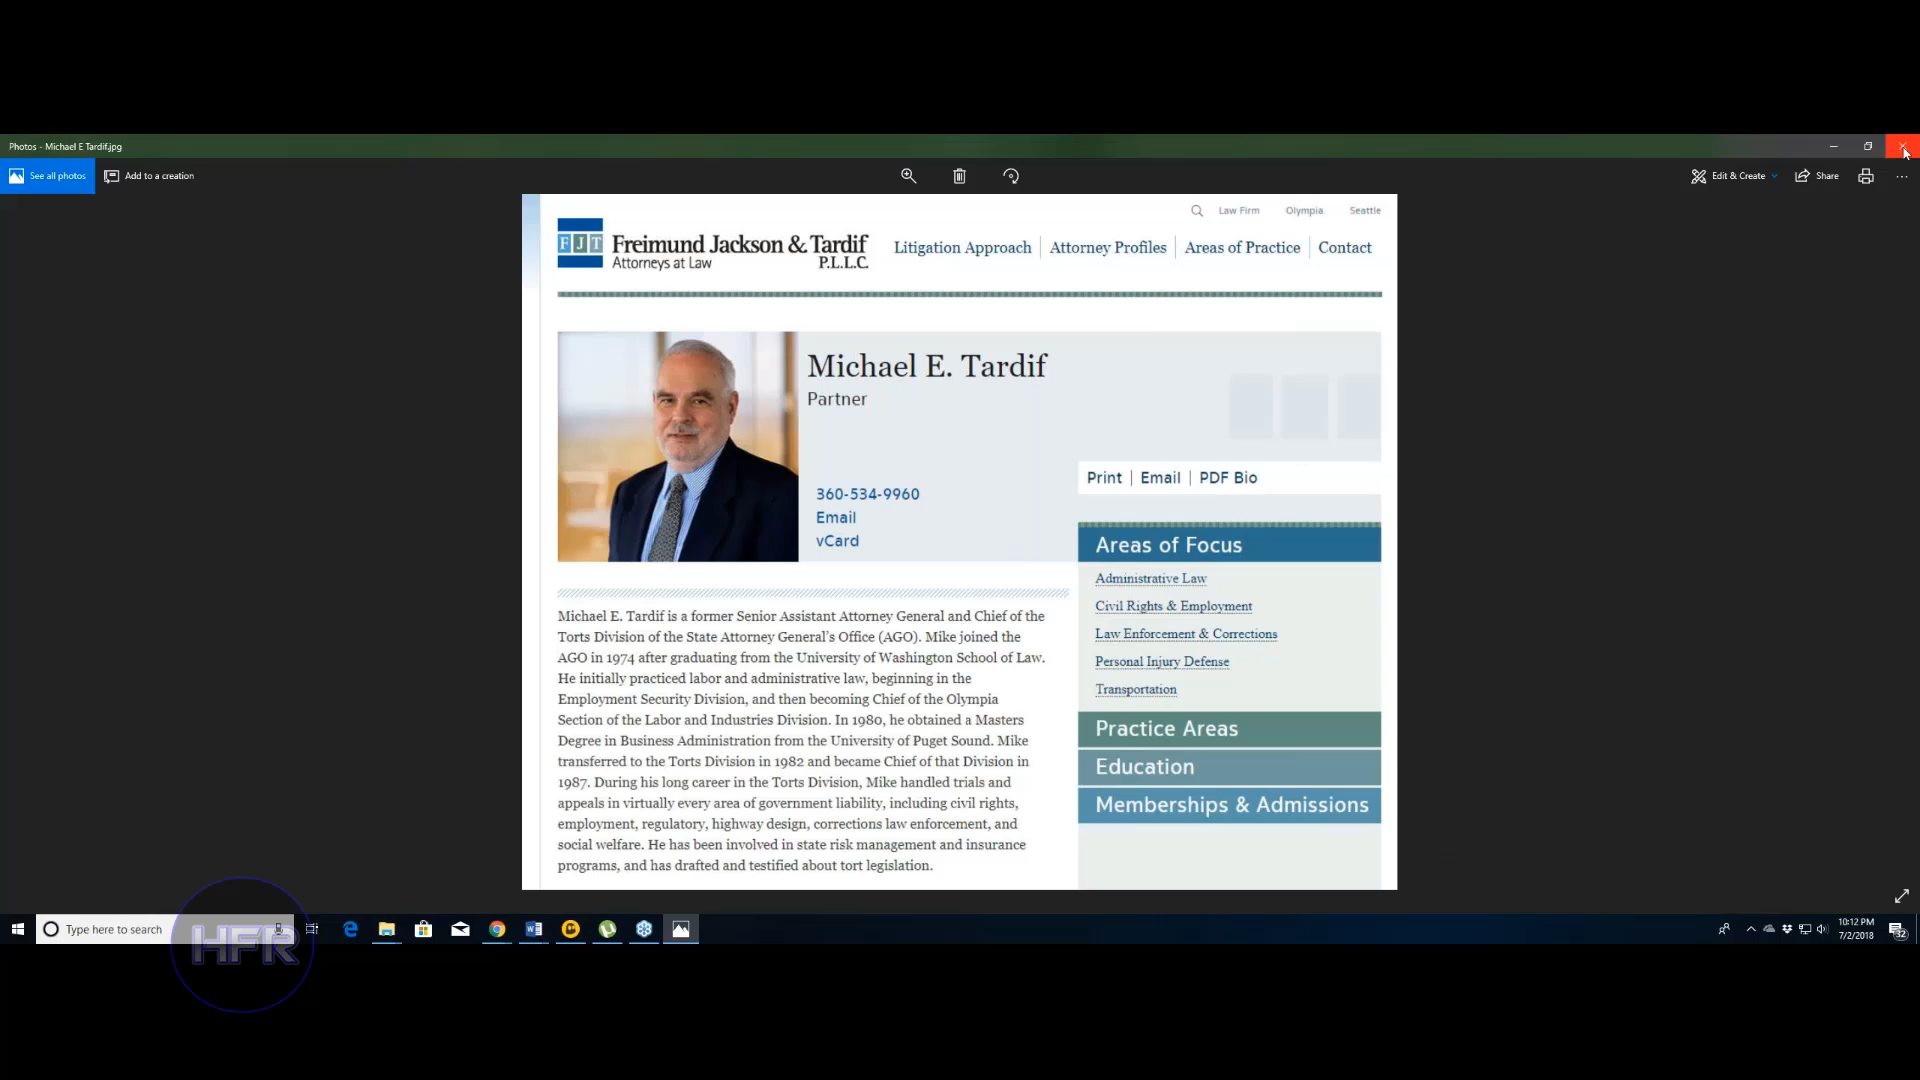 Photos - Michael E Tardif.jpg
See all photos
Add to a creation
Edit & Create
Share
Law Firm
Olympia
Seattle
FJT
Freimund Jackson & Tardif
P.L.L.C.
Attorneys at Law
Litigation Approach
Attorney Profiles
Areas of Practice
Contact
Michael E. Tardif
Partner
360-534-9960
Email
vCard
Print | Email | PDF Bio
Michael E. Tardif is a former Senior Assistant Attorney General and Chief of the
Torts Division of the State Attorney General's Office (AGO). Mike joined the
AGO in 1974 after graduating from the University of Washington School of Law.
He initially practiced labor and administrative law, beginning in the
Employment Security Division, and then becoming Chief of the Olympia
Section of the Labor and Industries Division. In 1980, he obtained a Masters
Degree in Business Administration from the University of Puget Sound. Mike
transferred to the Torts Division in 1982 and became Chief of that Division in
1987. During his long career in the Torts Division, Mike handled trials and
appeals in virtually every area of government liability, including civil rights,
employment, regulatory, highway design, corrections law enforcement, and
social welfare. He has been involved in state risk management and insurance
programs, and has drafted and testified about tort legislation.
Areas of Focus
Administrative Law
Civil Rights & Employment
Law Enforcement & Corrections
Personal Injury Defense
Transportation
Practice Areas
Education
Memberships & Admissions
Type here to search
HFR
10:12 PM
7/2/2018
32